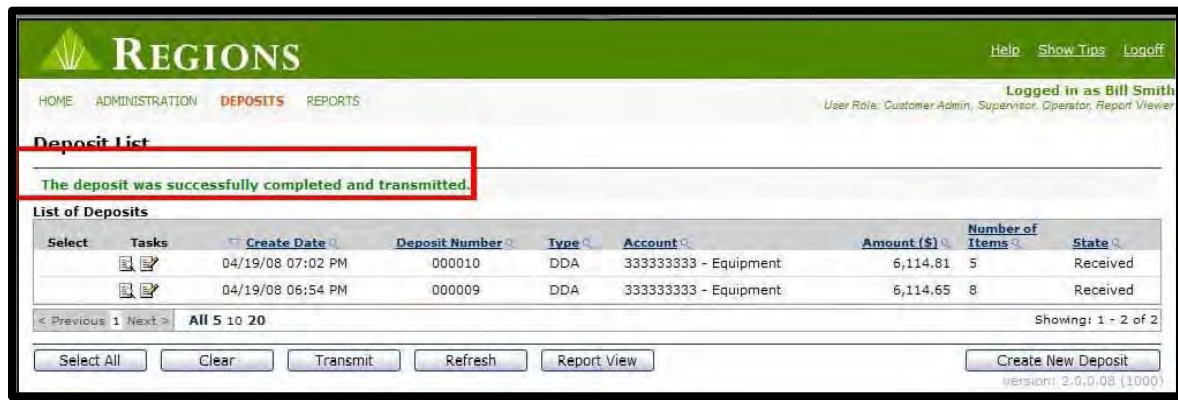 REGIONS
Help Show Tips Logoff
HOME ADMINISTRATION DEPOSITS REPORTS
Logged in as Bill Smith
User Role: Customer Admin, Supervisor, Operator, Report Viewer
Deposit List
The deposit was successfully completed and transmitted.
List of Deposits
Select Tasks Create Date Deposit Number Type Account Amount ($) Number of Items State
04/19/08 07:02 PM 000010 DDA 333333333 - Equipment 6,114.81 5 Received
04/19/08 06:54 PM 000009 DDA 333333333 - Equipment 6,114.65 8 Received
< Previous 1 Next > All 5 10 20 Showing: 1 - 2 of 2
Select All Clear Transmit Refresh Report View Create New Deposit
version: 2.0.0.08 (1000)